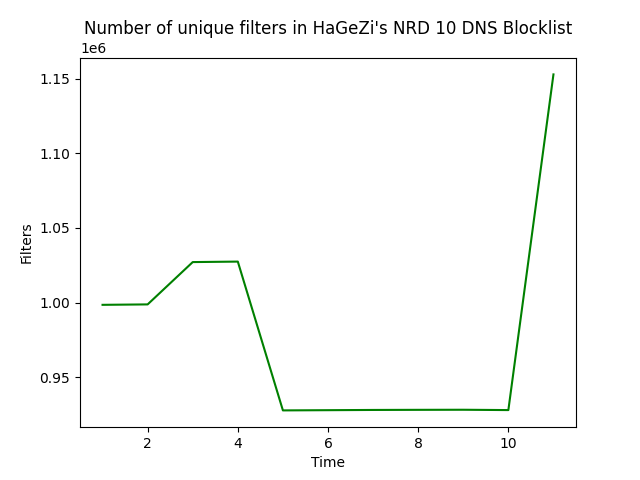 Number of unique filters in HaGeZi's NRD 10 DNS Blocklist
1e6
1.15
1.10
1.05
1.00
0.95
Filters
2 4 6 8 10
Time